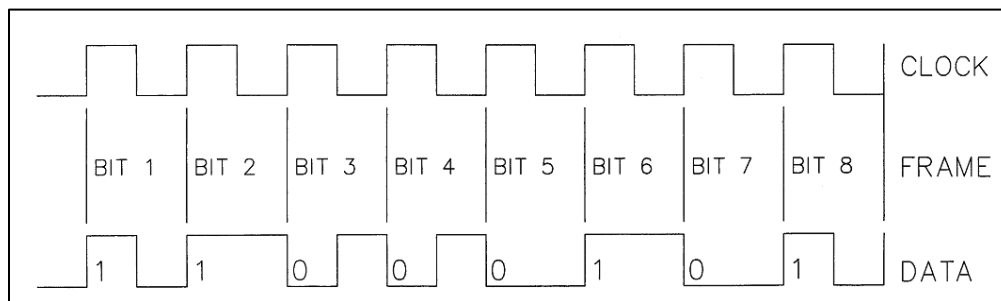 CLOCK
BIT 1 BIT 2 BIT 3 BIT 4 BIT 5 BIT 6 BIT 7 BIT 8 FRAME
1 1 0 0 0 1 0 1 DATA